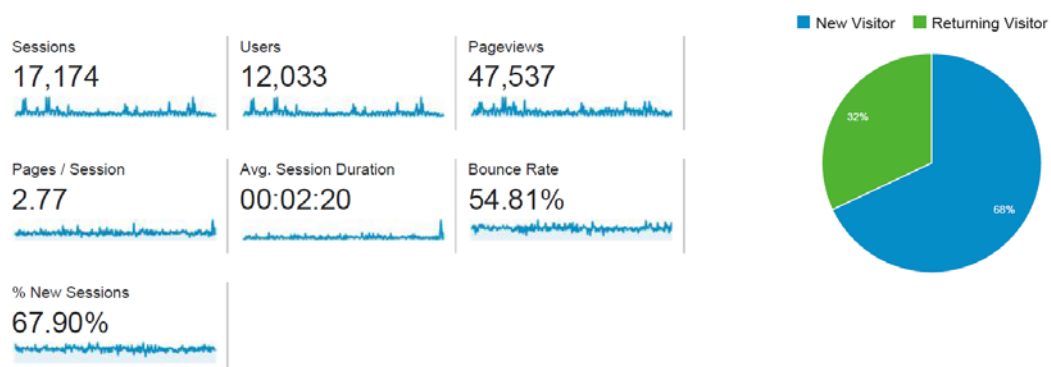 New Visitor Returning Visitor
Sessions Users Pageviews
17,174 12,033 47,537
Pages / Session Avg. Session Duration Bounce Rate
2.77 00:02:20 54.81%
% New Sessions
67.90%
32%
68%